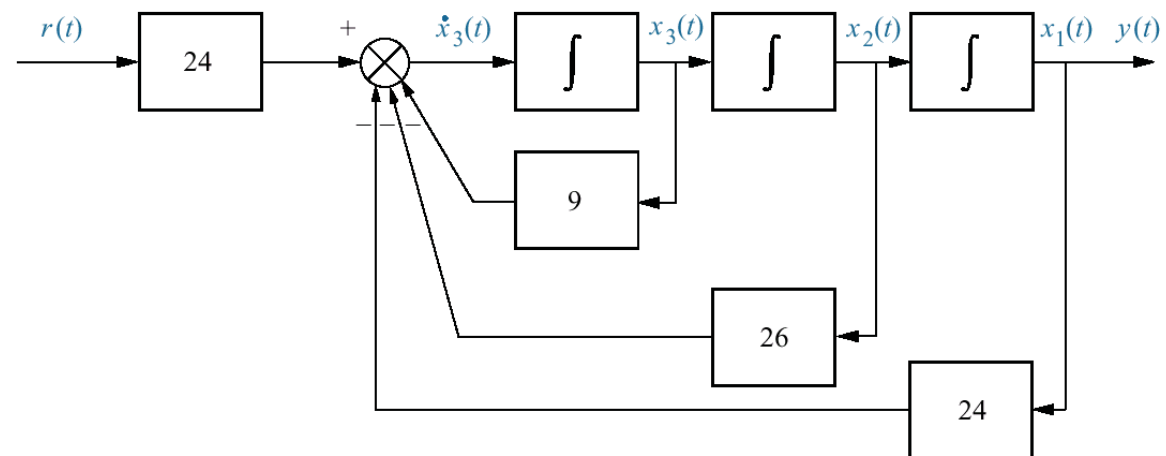 r(t) 24 + ẋ₃(t) ∫ x₃(t) ∫ x₂(t) ∫ x₁(t) y(t)
− − −
9
26
24